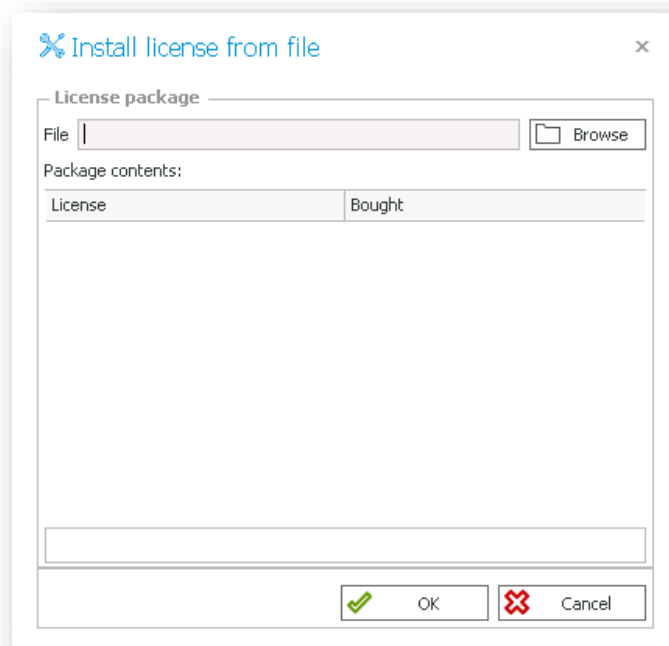 Install license from file
License package
File Browse
Package contents:
License Bought
OK Cancel